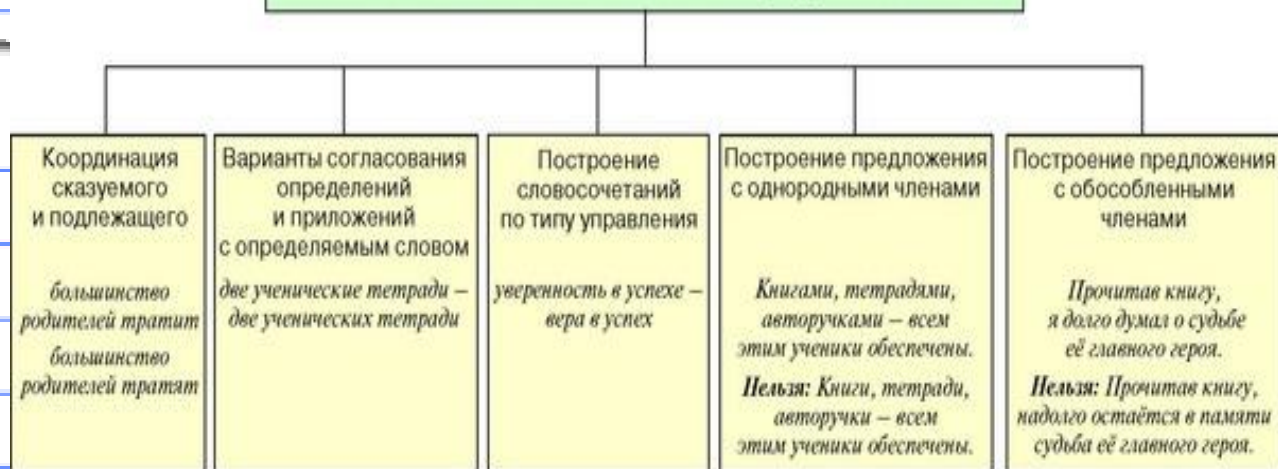 Координация
сказуемого
и подлежащего
большинство
родителей тратит
большинство
родителей тратят
Варианты согласования
определений
и приложений
с определяемым словом
две ученические тетради –
две ученических тетради
Построение
словосочетаний
по типу управления
уверенность в успехе –
вера в успех
Построение предложения
с однородными членами
Книгами, тетрадями,
авторучками – всем
этим ученики обеспечены.
Нельзя: Книги, тетради,
авторучки – всем
этим ученики обеспечены.
Построение предложения
с обособленными
членами
Прочитав книгу,
я долго думал о судьбе
её главного героя.
Нельзя: Прочитав книгу,
надолго остаётся в памяти
судьба её главного героя.